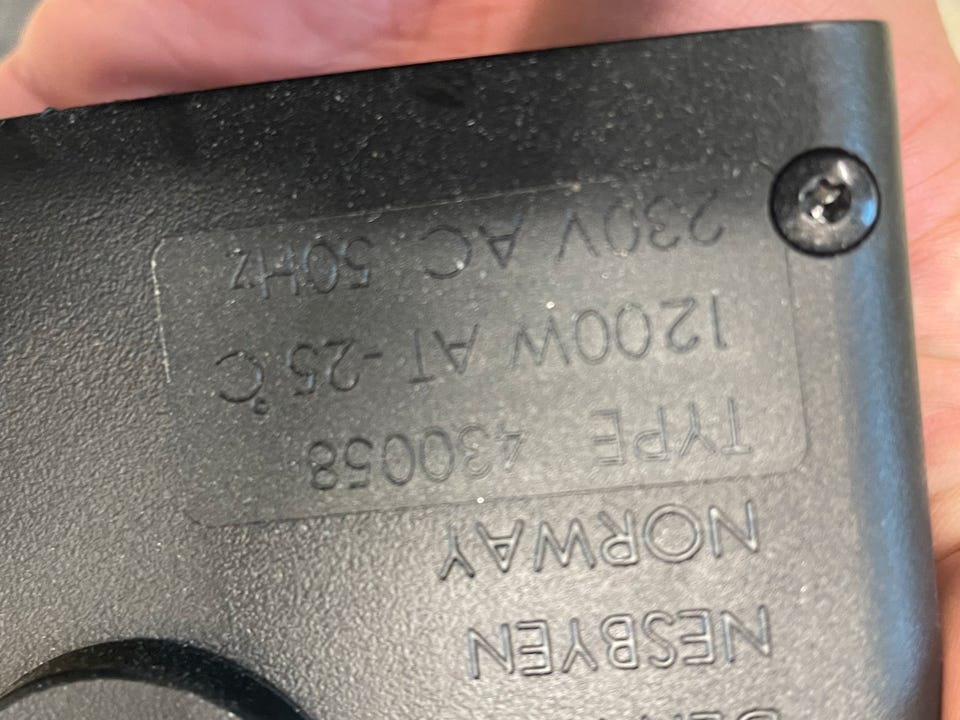 NESBYEN
NORWAY
TYPE 430058
1200W AT -25°C
230V AC 50Hz